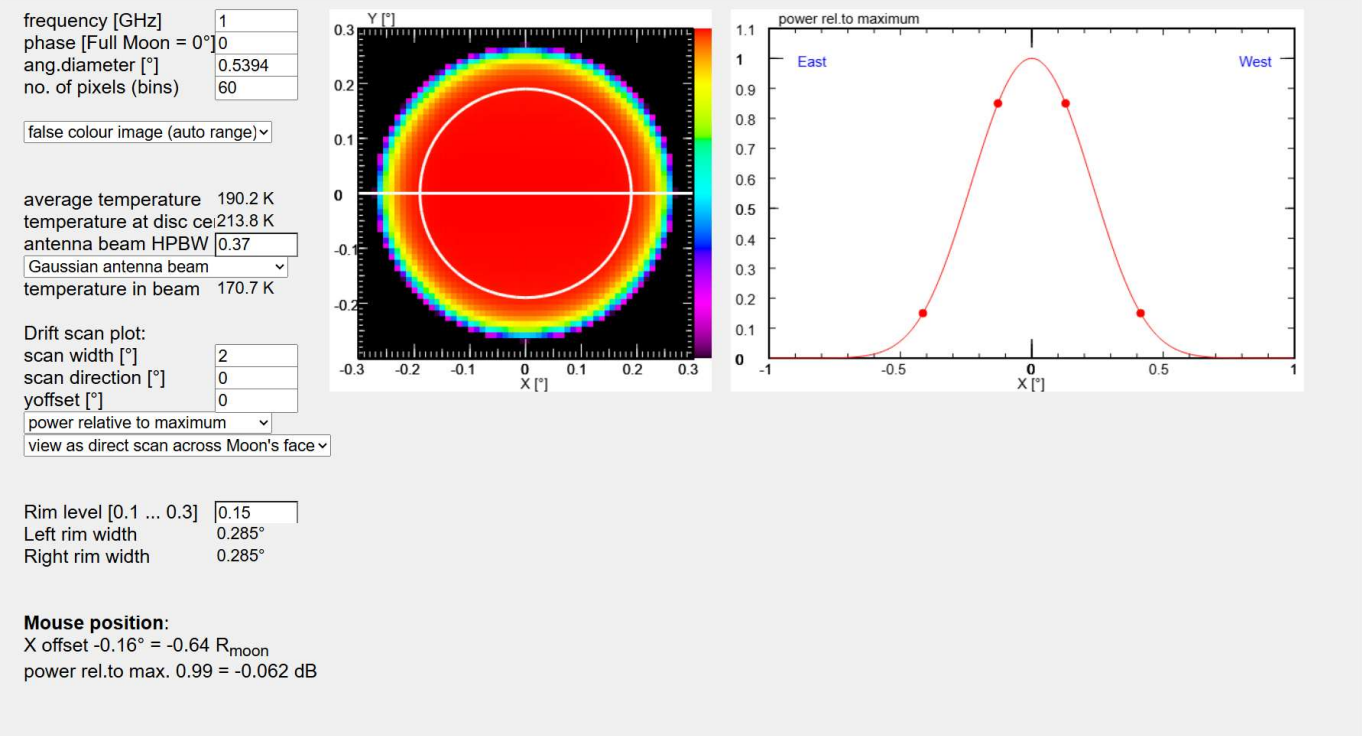 frequency [GHz] 1
phase [Full Moon = 0°] 0
ang.diameter [°] 0.5394
no. of pixels (bins) 60
false colour image (auto range)
average temperature 190.2 K
temperature at disc cei 213.8 K
antenna beam HPBW 0.37
Gaussian antenna beam
temperature in beam 170.7 K
Drift scan plot:
scan width [°] 2
scan direction [°] 0
yoffset [°] 0
power relative to maximum
view as direct scan across Moon's face
Rim level [0.1 ... 0.3] 0.15
Left rim width 0.285°
Right rim width 0.285°
Mouse position:
X offset -0.16° = -0.64 Rmoon
power rel.to max. 0.99 = -0.062 dB
Y [°]
0.3
0.2
0.1
0
-0.1
-0.2
-0.3 -0.2 -0.1 0 0.1 0.2 0.3
X [°]
power rel.to maximum
1.1
1
East West
0.9
0.8
0.7
0.6
0.5
0.4
0.3
0.2
0.1
0
-1 -0.5 0 0.5 1
X [°]